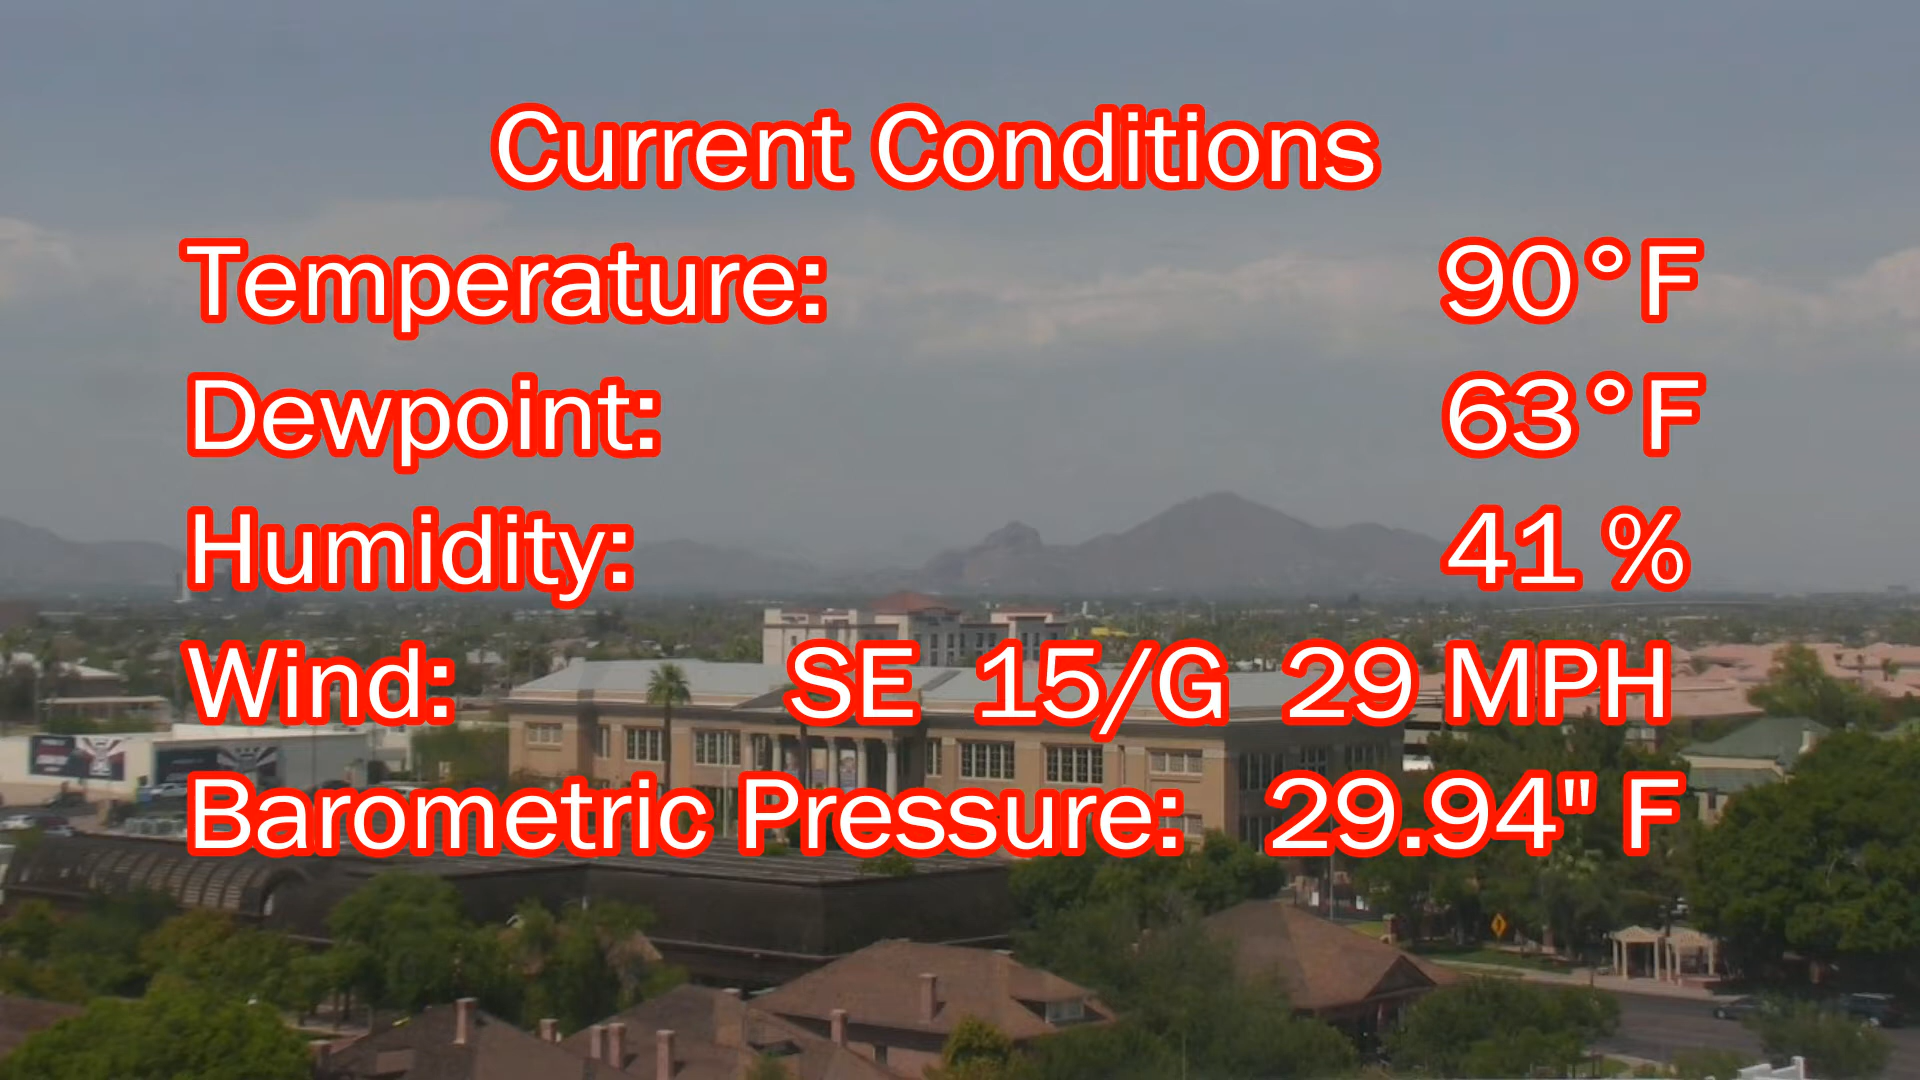 Current Conditions
Temperature: 90°F
Dewpoint: 63°F
Humidity: 41 %
Wind: SE 15/G 29 MPH
Barometric Pressure: 29.94" F